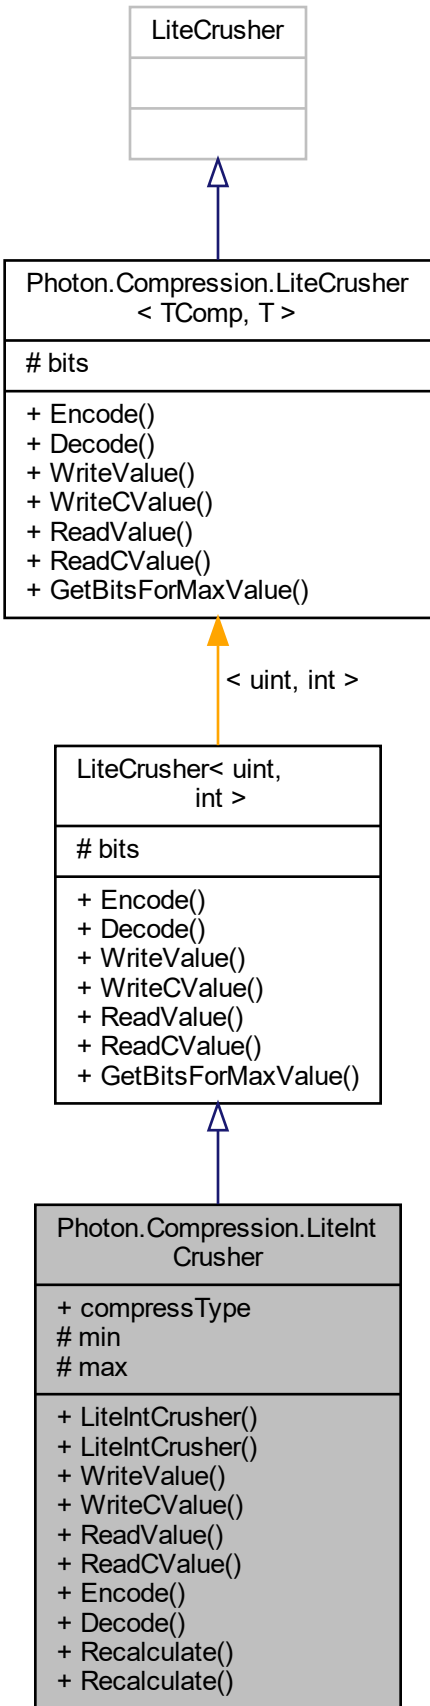 LiteCrusher
Photon.Compression.LiteCrusher
< TComp, T >
# bits
+ Encode()
+ Decode()
+ WriteValue()
+ WriteCValue()
+ ReadValue()
+ ReadCValue()
+ GetBitsForMaxValue()
< uint, int >
LiteCrusher< uint,
int >
# bits
+ Encode()
+ Decode()
+ WriteValue()
+ WriteCValue()
+ ReadValue()
+ ReadCValue()
+ GetBitsForMaxValue()
Photon.Compression.LiteInt
Crusher
+ compressType
# min
# max
+ LiteIntCrusher()
+ LiteIntCrusher()
+ WriteValue()
+ WriteCValue()
+ ReadValue()
+ ReadCValue()
+ Encode()
+ Decode()
+ Recalculate()
+ Recalculate()